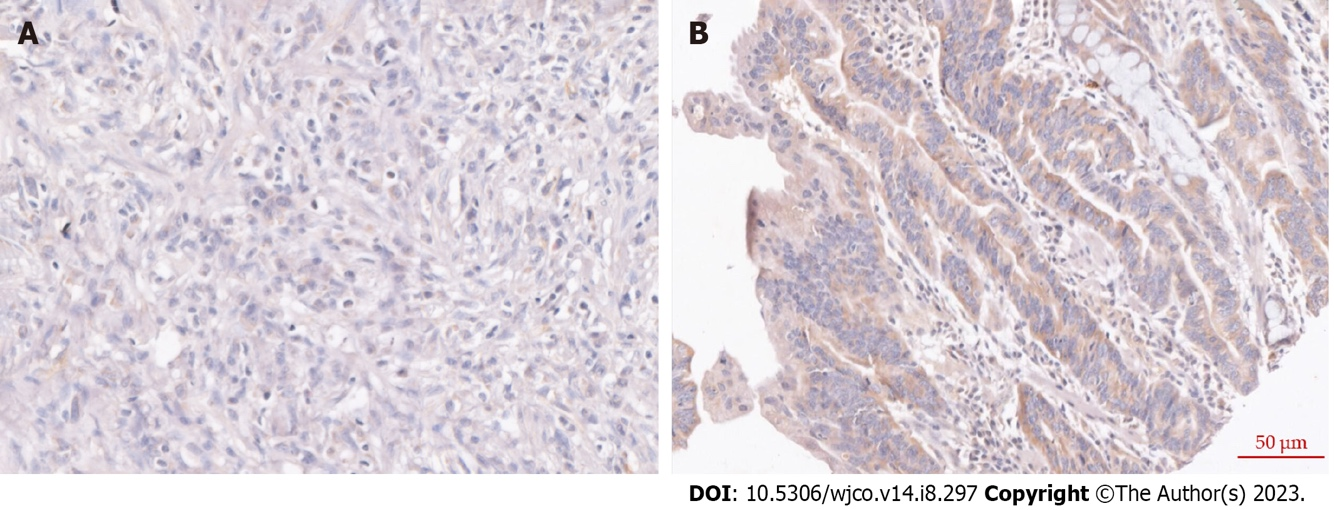 A
B
50 µm
DOI: 10.5306/wjco.v14.i8.297 Copyright ©The Author(s) 2023.